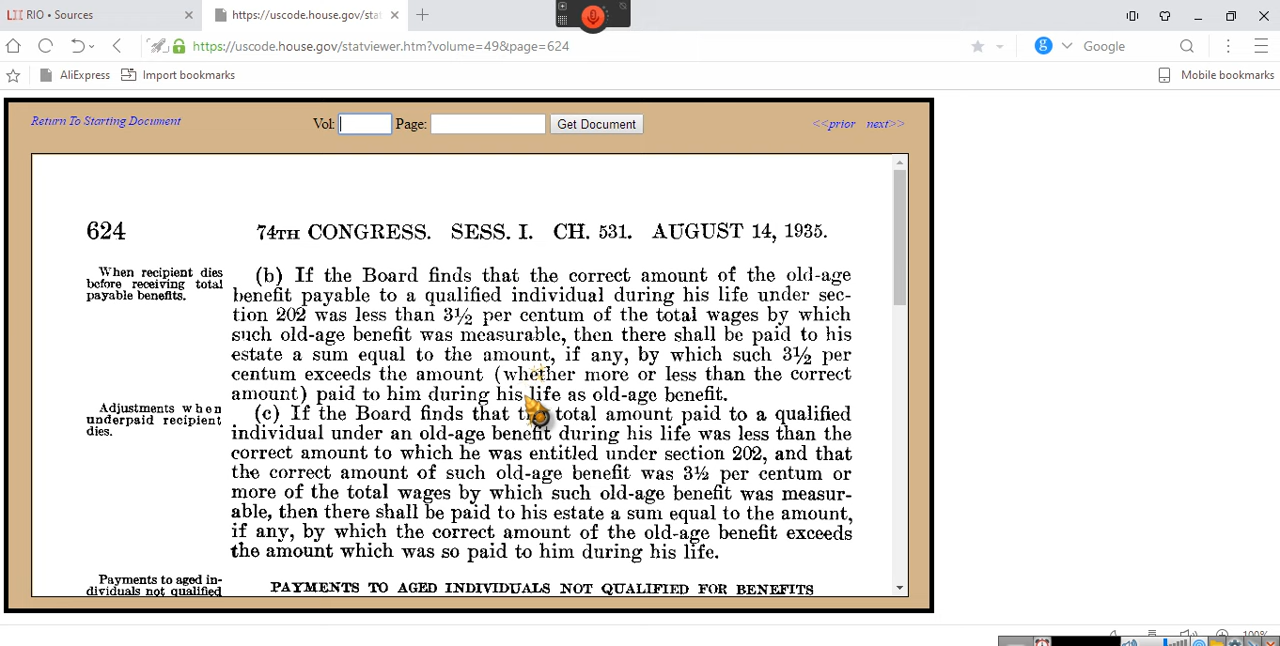 LII RIO • Sources
https://uscode.house.gov/stat
https://uscode.house.gov/statviewer.htm?volume=49&page=624
Google
AliExpress
Import bookmarks
Mobile bookmarks
Return To Starting Document
Vol:
Page:
Get Document
<<prior next>>
624
74TH CONGRESS. SESS. I. CH. 531. AUGUST 14, 1935.
When recipient dies
before receiving total
payable benefits.
(b) If the Board finds that the correct amount of the old-age
benefit payable to a qualified individual during his life under sec-
tion 202 was less than 3½ per centum of the total wages by which
such old-age benefit was measurable, then there shall be paid to his
estate a sum equal to the amount, if any, by which such 3½ per
centum exceeds the amount (whether more or less than the correct
amount) paid to him during his life as old-age benefit.
Adjustments when
underpaid recipient
dies.
(c) If the Board finds that the total amount paid to a qualified
individual under an old-age benefit during his life was less than the
correct amount to which he was entitled under section 202, and that
the correct amount of such old-age benefit was 3½ per centum or
more of the total wages by which such old-age benefit was measur-
able, then there shall be paid to his estate a sum equal to the amount,
if any, by which the correct amount of the old-age benefit exceeds
the amount which was so paid to him during his life.
Payments to aged in-
dividuals not qualified
PAYMENTS TO AGED INDIVIDUALS NOT QUALIFIED FOR BENEFITS
100%